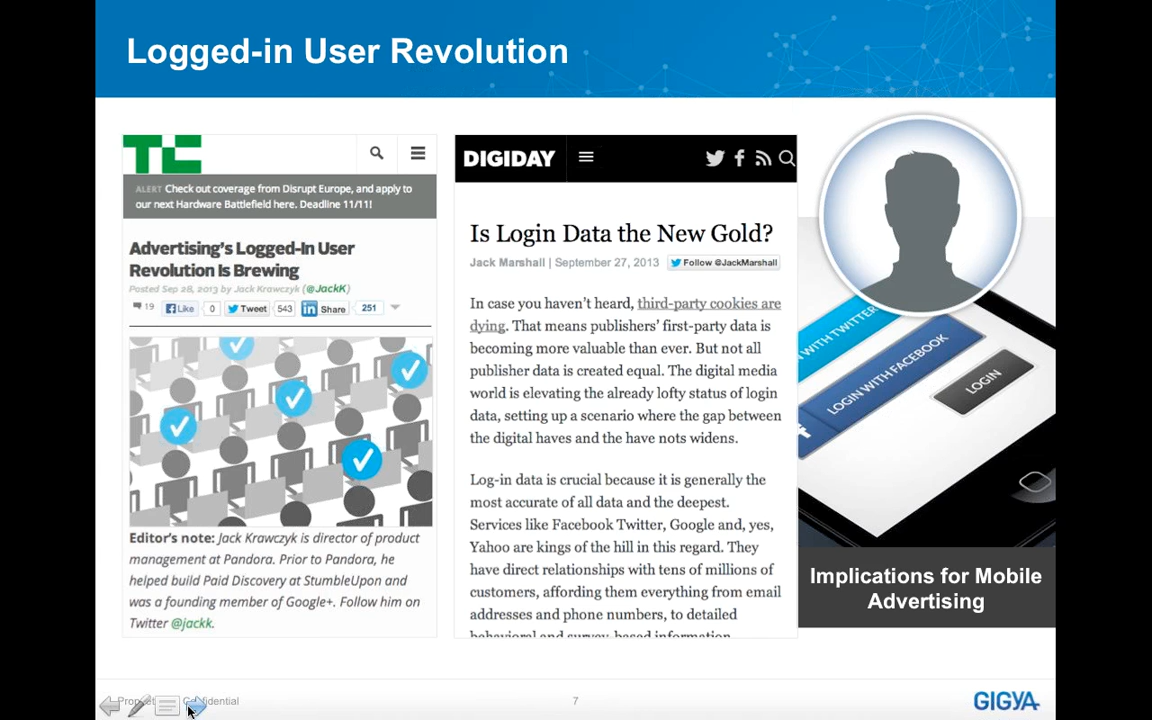 Logged-in User Revolution
TC
ALERT Check out coverage from Disrupt Europe, and apply to
our next Hardware Battlefield here. Deadline 11/11!
Advertising's Logged-In User
Revolution Is Brewing
Posted Sep 28, 2013 by Jack Krawczyk (@JackK)
19 Like 0 Tweet 543 in Share 251
Editor's note: Jack Krawczyk is director of product
management at Pandora. Prior to Pandora, he
helped build Paid Discovery at StumbleUpon and
was a founding member of Google+. Follow him on
Twitter @jackk.
DIGIDAY
Is Login Data the New Gold?
Jack Marshall | September 27, 2013 Follow @JackMarshall
In case you haven't heard, third-party cookies are
dying. That means publishers' first-party data is
becoming more valuable than ever. But not all
publisher data is created equal. The digital media
world is elevating the already lofty status of login
data, setting up a scenario where the gap between
the digital haves and the have nots widens.
Log-in data is crucial because it is generally the
most accurate of all data and the deepest.
Services like Facebook Twitter, Google and, yes,
Yahoo are kings of the hill in this regard. They
have direct relationships with tens of millions of
customers, affording them everything from email
addresses and phone numbers, to detailed
behavioral and survey-based information.
WITH TWITTER
LOGIN WITH FACEBOOK
LOGIN
Implications for Mobile
Advertising
7
GIGYA